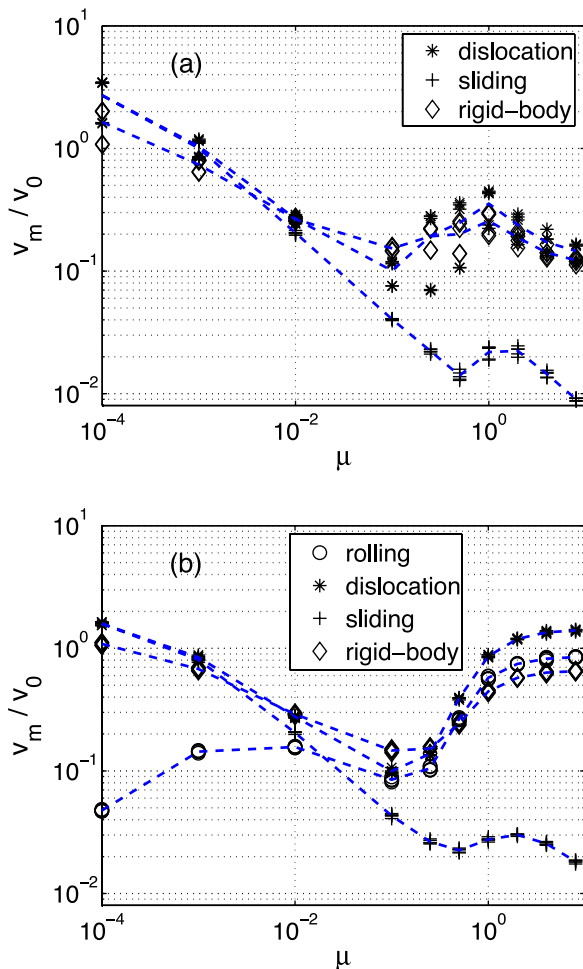 10^1
(a)
dislocation
sliding
rigid-body
10^0
v_m / v_0
10^-1
10^-2
10^-4
10^-2
10^0
μ
10^1
(b)
rolling
dislocation
sliding
rigid-body
10^0
v_m / v_0
10^-1
10^-2
10^-4
10^-2
10^0
μ